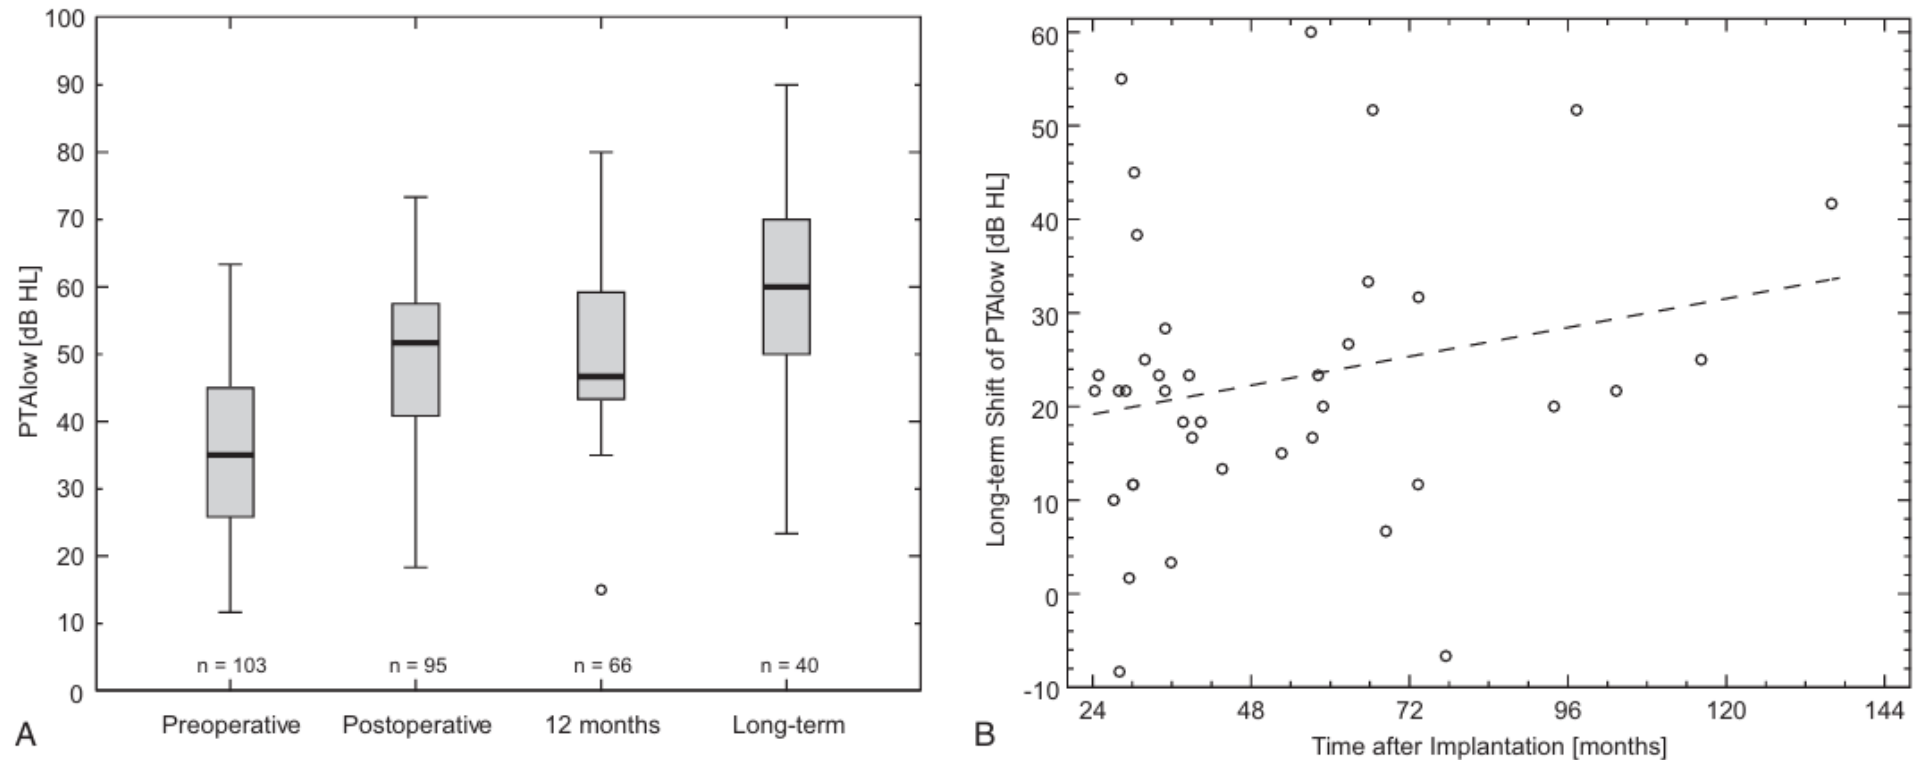 100
90
80
70
60
50
40
30
20
10
0
PTAlow [dB HL]
n = 103
n = 95
n = 66
n = 40
Preoperative
Postoperative
12 months
Long-term
A
60
50
40
30
20
10
0
-10
Long-term Shift of PTAlow [dB HL]
24
48
72
96
120
144
Time after Implantation [months]
B